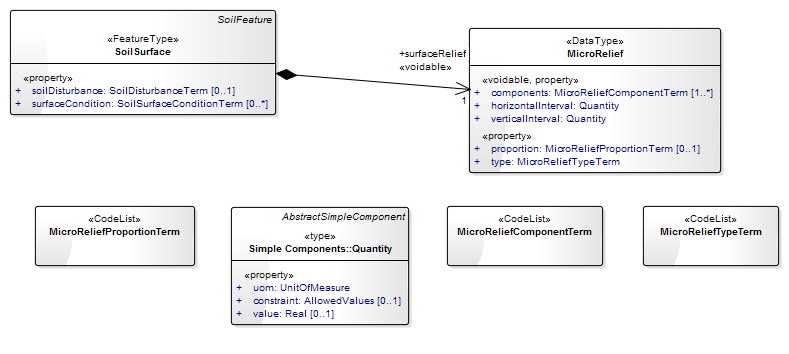 SoilFeature
«FeatureType»
SoilSurface
«property»
+ soilDisturbance: SoilDisturbanceTerm [0..1]
+ surfaceCondition: SoilSurfaceConditionTerm [0..*]
+surfaceRelief
«voidable»
1
«DataType»
MicroRelief
«voidable, property»
+ components: MicroReliefComponentTerm [1..*]
+ horizontalInterval: Quantity
+ verticalInterval: Quantity
«property»
+ proportion: MicroReliefProportionTerm [0..1]
+ type: MicroReliefTypeTerm
«CodeList»
MicroReliefProportionTerm
AbstractSimpleComponent
«type»
Simple Components::Quantity
«property»
+ uom: UnitOfMeasure
+ constraint: AllowedValues [0..1]
+ value: Real [0..1]
«CodeList»
MicroReliefComponentTerm
«CodeList»
MicroReliefTypeTerm